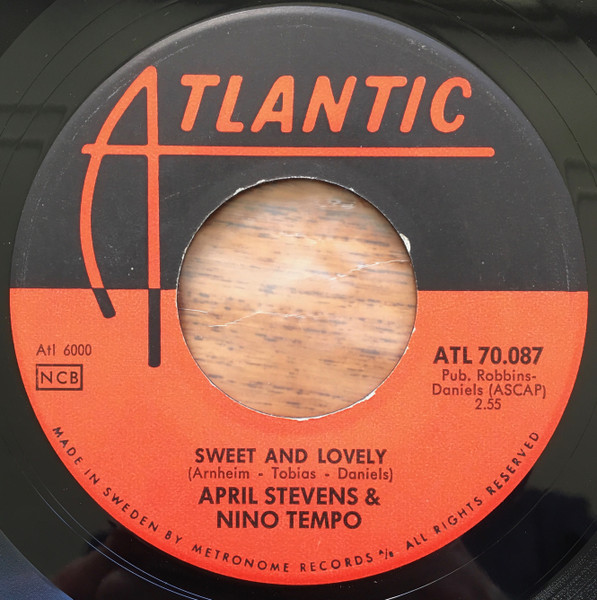 ATLANTIC
Atl 6000
NCB
ATL 70.087
Pub. Robbins-
Daniels (ASCAP)
2.55
SWEET AND LOVELY
(Arnheim - Tobias - Daniels)
APRIL STEVENS &
NINO TEMPO
MADE IN SWEDEN BY METRONOME RECORDS A/B. ALL RIGHTS RESERVED